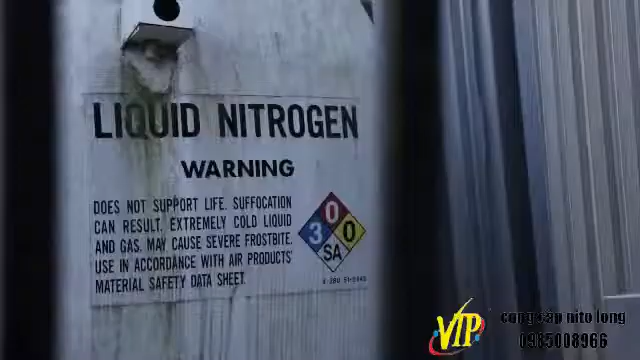 LIQUID NITROGEN
WARNING
DOES NOT SUPPORT LIFE. SUFFOCATION
CAN RESULT. EXTREMELY COLD LIQUID
AND GAS. MAY CAUSE SEVERE FROSTBITE.
USE IN ACCORDANCE WITH AIR PRODUCTS'
MATERIAL SAFETY DATA SHEET.
0
3 0
SA
VIP
cung cấp nito long
0985008966